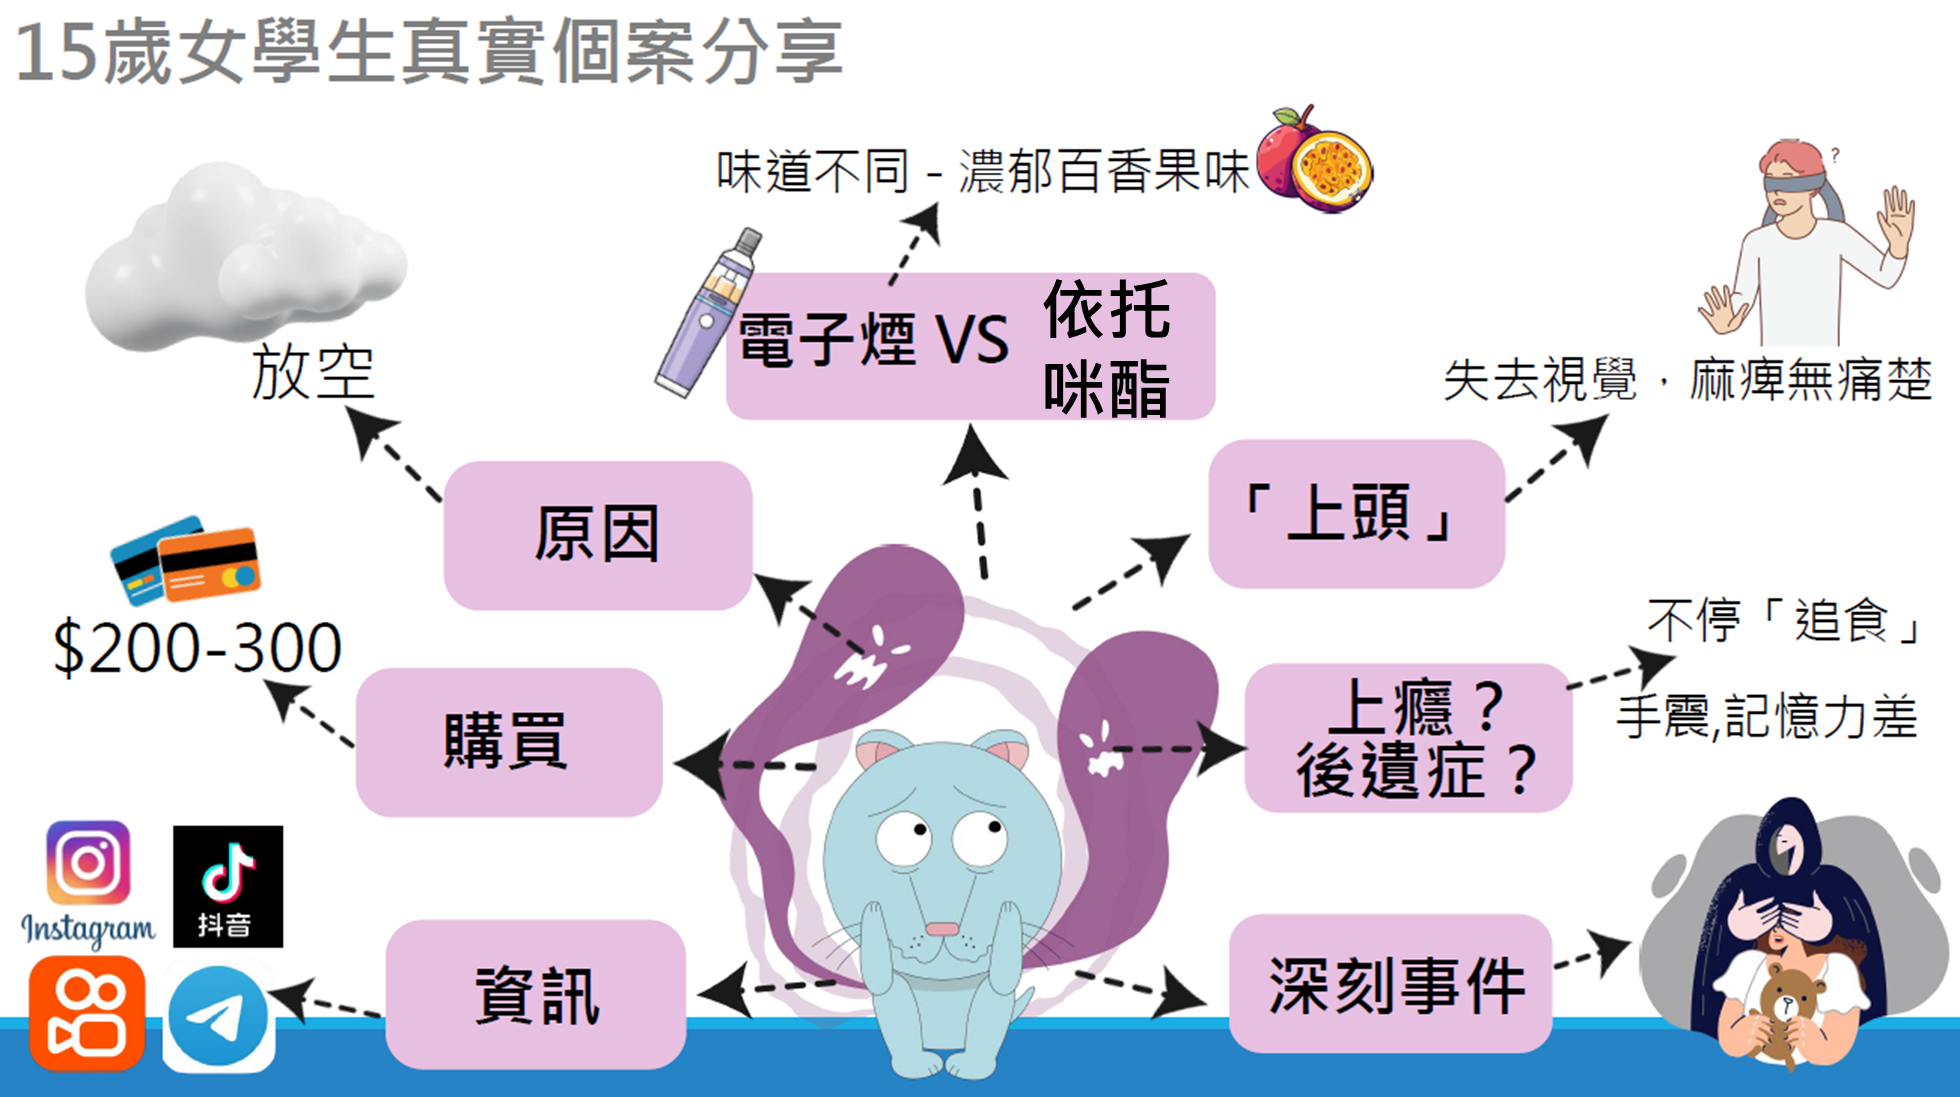 15歲女學生真實個案分享
味道不同 - 濃郁百香果味
電子煙 VS
依托
咪酯
?
放空
失去視覺，麻痺無痛楚
原因
「上頭」
$200-300
不停「追食」
購買
上癮？
後遺症？
手震,記憶力差
Instagram
抖音
資訊
深刻事件